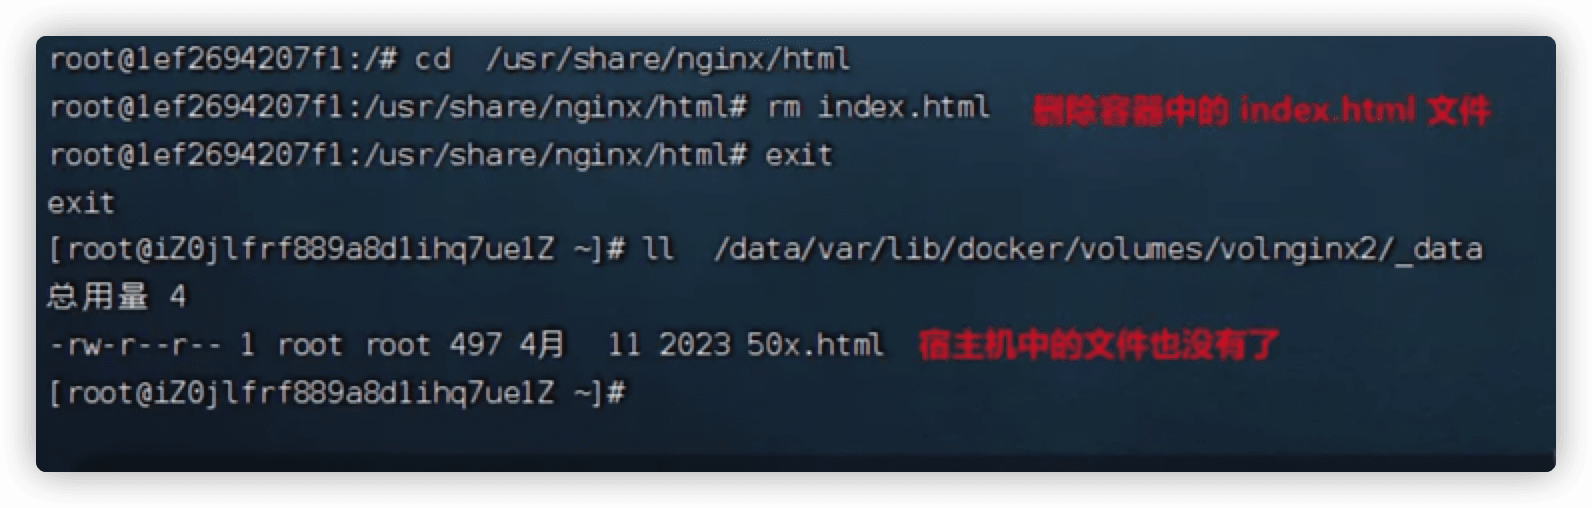 root@1ef2694207f1:/# cd  /usr/share/nginx/html
root@1ef2694207f1:/usr/share/nginx/html# rm index.html 删除容器中的 index.html 文件
root@1ef2694207f1:/usr/share/nginx/html# exit
exit
[root@iZ0jlfrf889a8d1ihq7ue1Z ~]# ll  /data/var/lib/docker/volumes/volnginx2/_data
总用量 4
-rw-r--r-- 1 root root 497 4月  11 2023 50x.html 宿主机中的文件也没有了
[root@iZ0jlfrf889a8d1ihq7ue1Z ~]#